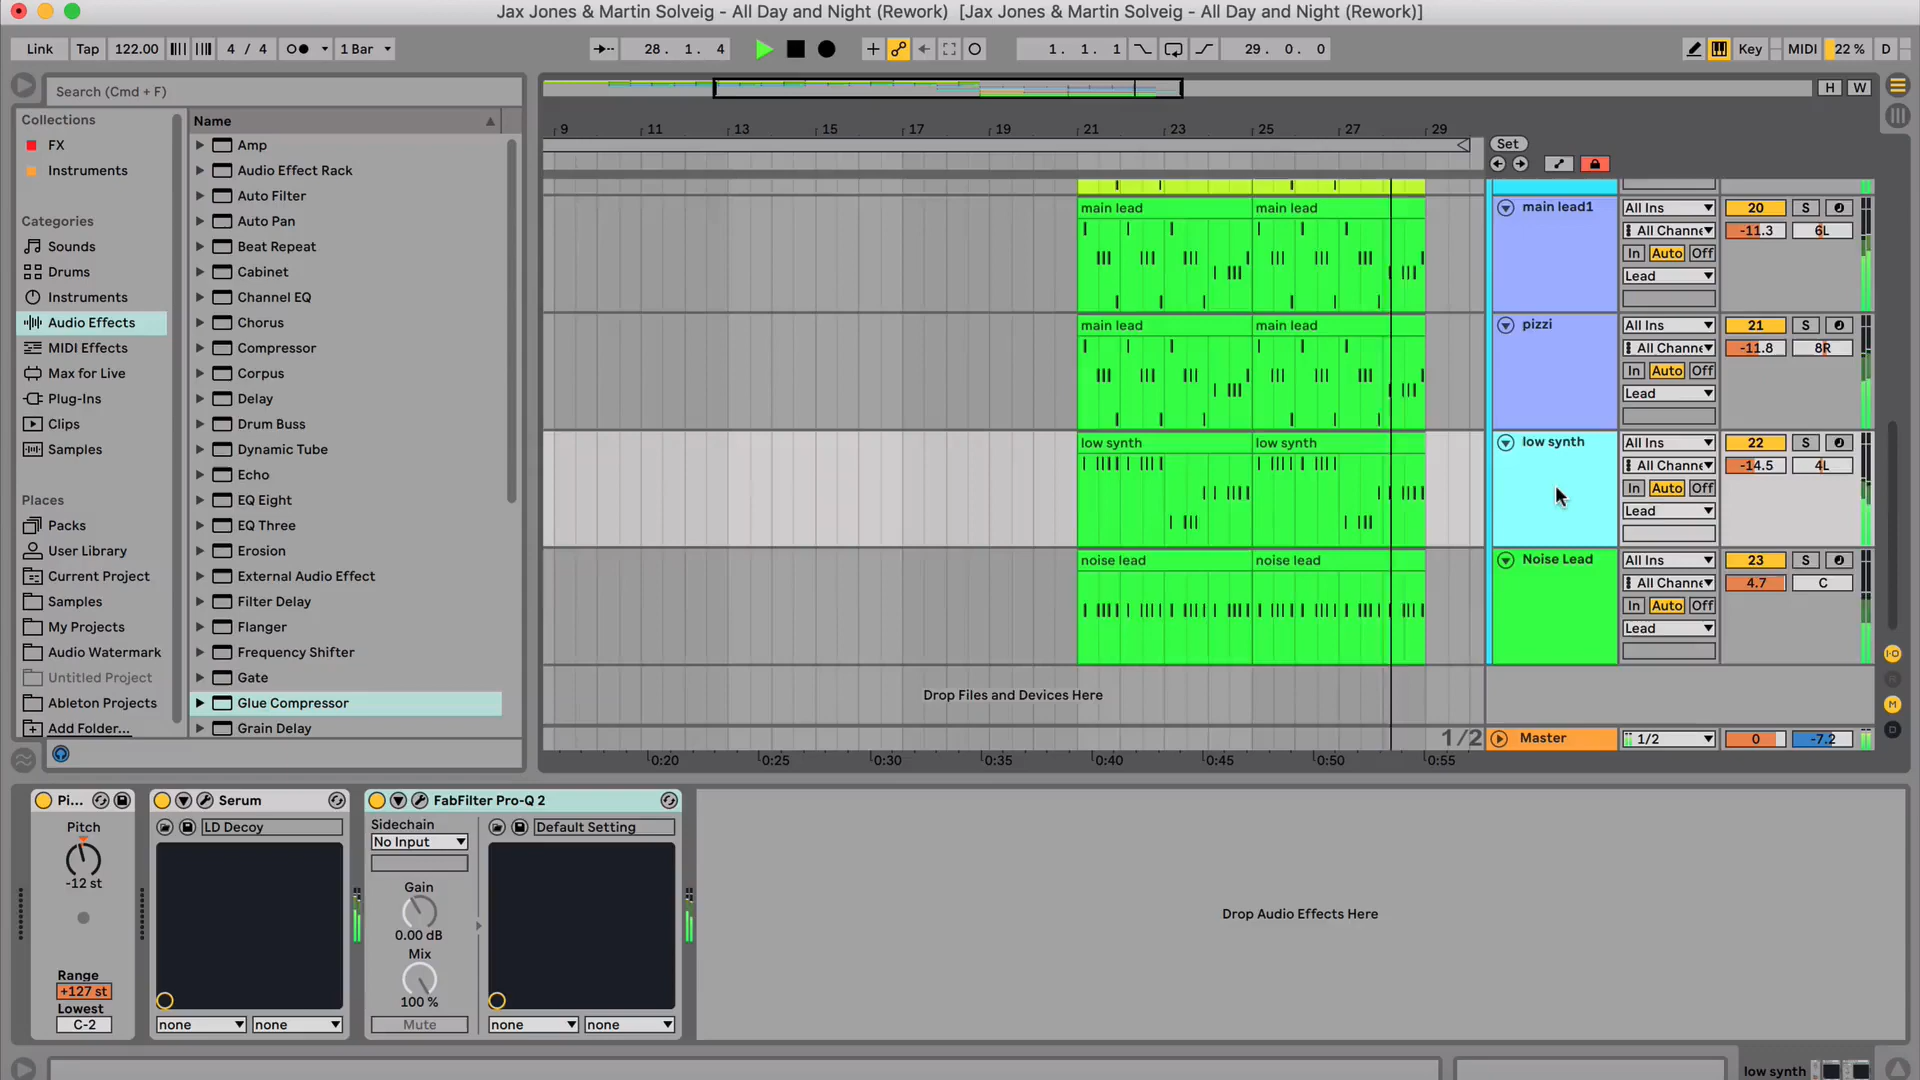 Jax Jones & Martin Solveig - All Day and Night (Rework)  [Jax Jones & Martin Solveig - All Day and Night (Rework)]
Link Tap 122.00 4 / 4 1 Bar 28. 1. 4 1. 1. 1 29. 0. 0 Key MIDI 22 % D
Search (Cmd + F)
H W
Collections
FX
Instruments
Categories
Sounds
Drums
Instruments
Audio Effects
MIDI Effects
Max for Live
Plug-Ins
Clips
Samples
Places
Packs
User Library
Current Project
Samples
My Projects
Audio Watermark
Untitled Project
Ableton Projects
Add Folder...
Name
Amp
Audio Effect Rack
Auto Filter
Auto Pan
Beat Repeat
Cabinet
Channel EQ
Chorus
Compressor
Corpus
Delay
Drum Buss
Dynamic Tube
Echo
EQ Eight
EQ Three
Erosion
External Audio Effect
Filter Delay
Flanger
Frequency Shifter
Gate
Glue Compressor
Grain Delay
9 11 13 15 17 19 21 23 25 27 29
Set
main lead main lead
main lead1 All Ins 20 S
All Channe -11.3 6L
In Auto Off
Lead
main lead main lead
pizzi All Ins 21 S
All Channe -11.8 8R
In Auto Off
Lead
low synth low synth
low synth All Ins 22 S
All Channe -14.5 4L
In Auto Off
Lead
noise lead noise lead
Noise Lead All Ins 23 S
All Channe 4.7 C
In Auto Off
Lead
Drop Files and Devices Here
1/2 Master 1/2 0 -7.2
0:20 0:25 0:30 0:35 0:40 0:45 0:50 0:55
I·O
R
M
D
Pi...
Pitch
-12 st
Range
+127 st
Lowest
C-2
Serum
LD Decoy
none none
FabFilter Pro-Q 2
Sidechain
No Input
Gain
0.00 dB
Mix
100 %
Mute
Default Setting
none none
Drop Audio Effects Here
low synth